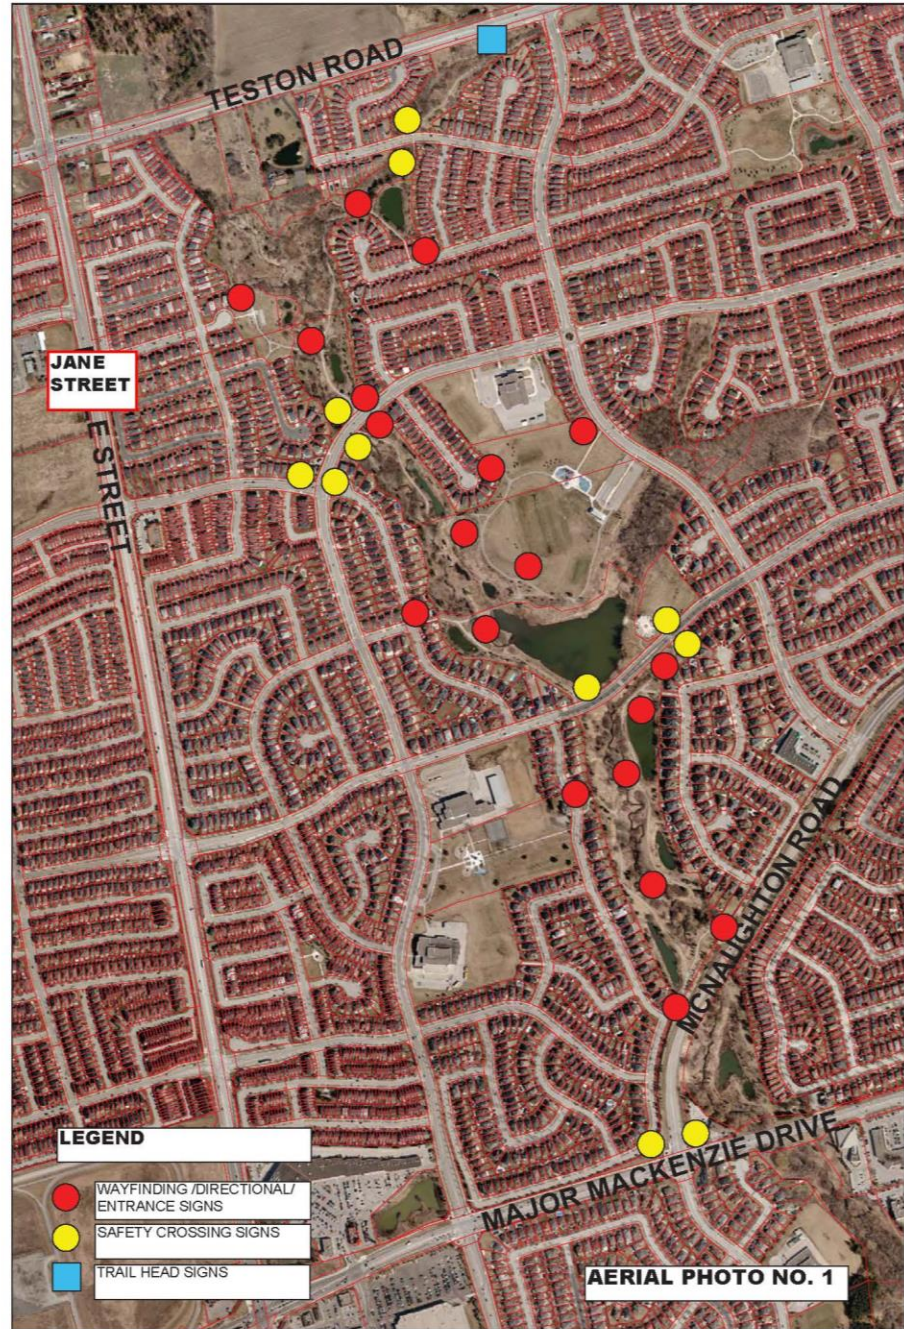 TESTON ROAD
JANE
STREET
E STREET
MCNAUGHTON ROAD
MAJOR MACKENZIE DRIVE
LEGEND
WAYFINDING /DIRECTIONAL/
ENTRANCE SIGNS
SAFETY CROSSING SIGNS
TRAIL HEAD SIGNS
AERIAL PHOTO NO. 1